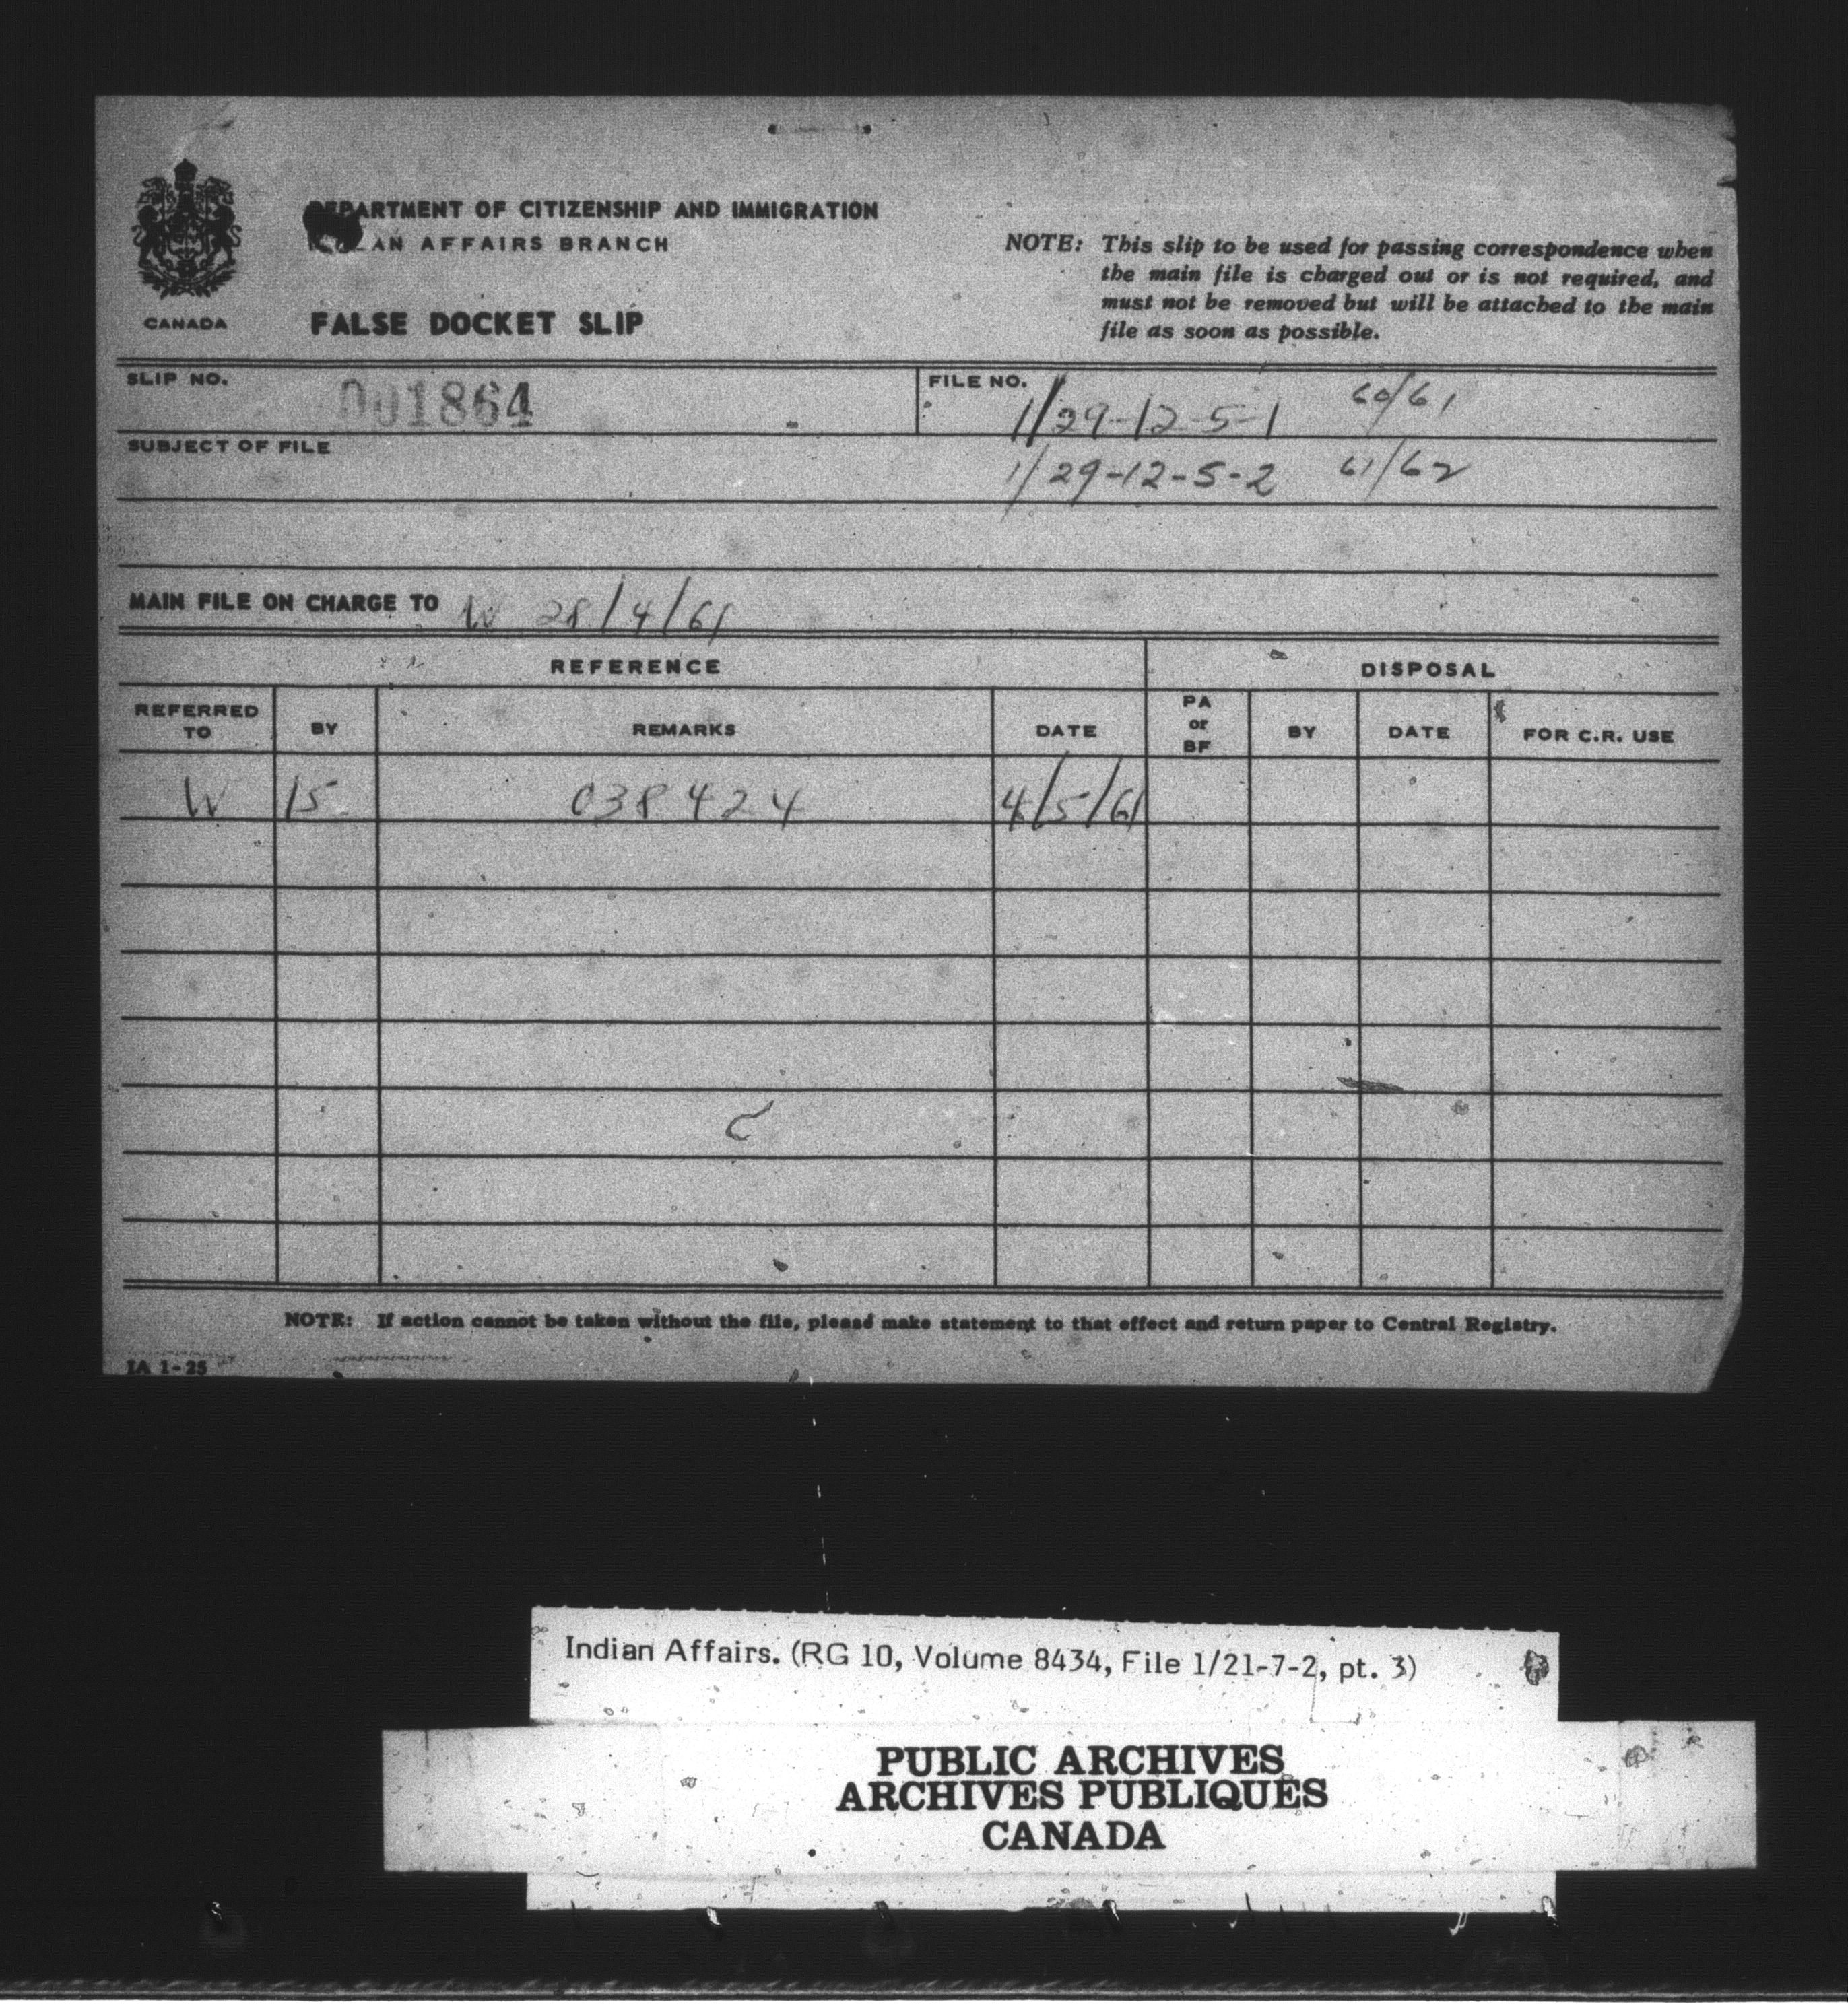 DEPARTMENT OF CITIZENSHIP AND IMMIGRATION
AN AFFAIRS BRANCH
CANADA
FALSE DOCKET SLIP
NOTE: This slip to be used for passing correspondence when
the main file is charged out or is not required, and
must not be removed but will be attached to the main
file as soon as possible.
SLIP NO. 001864
FILE NO. 1/29-12-5-1 60/61
SUBJECT OF FILE
1/29-12-5-2 61/62
MAIN FILE ON CHARGE TO W 28/4/61
REFERENCE DISPOSAL
REFERRED TO BY REMARKS DATE PA or BF BY DATE FOR C.R. USE
W 15 038424 4/5/61
NOTE: If action cannot be taken without the file, please make statement to that effect and return paper to Central Registry.
IA 1-25
Indian Affairs. (RG 10, Volume 8434, File 1/21-7-2, pt. 3)
PUBLIC ARCHIVES
ARCHIVES PUBLIQUES
CANADA